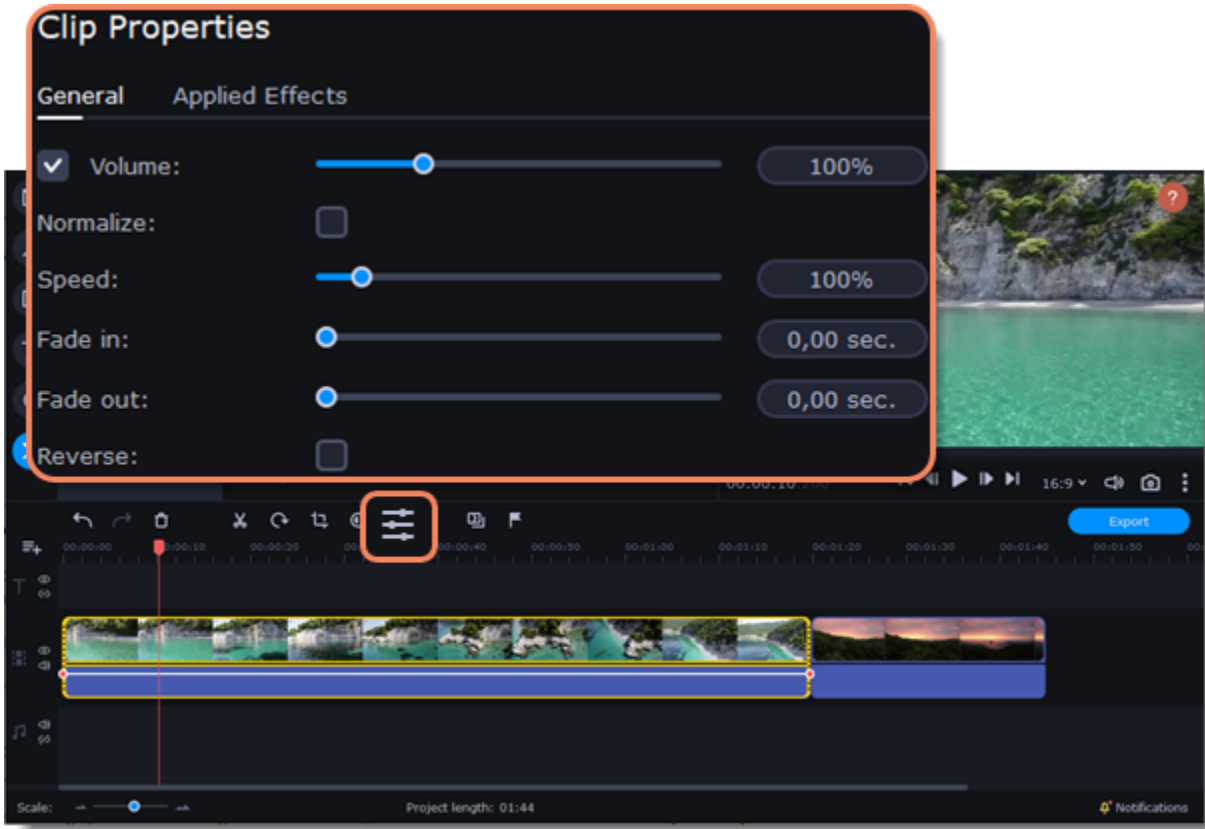 Clip Properties
General Applied Effects
Volume: 100%
Normalize:
Speed: 100%
Fade in: 0,00 sec.
Fade out: 0,00 sec.
Reverse:
?
16:9
Export
00:00:00 00:00:10 00:00:20 00:00:40 00:00:50 00:01:00 00:01:10 00:01:20 00:01:30 00:01:40 00:01:50
T
Scale: Project length: 01:44 Notifications